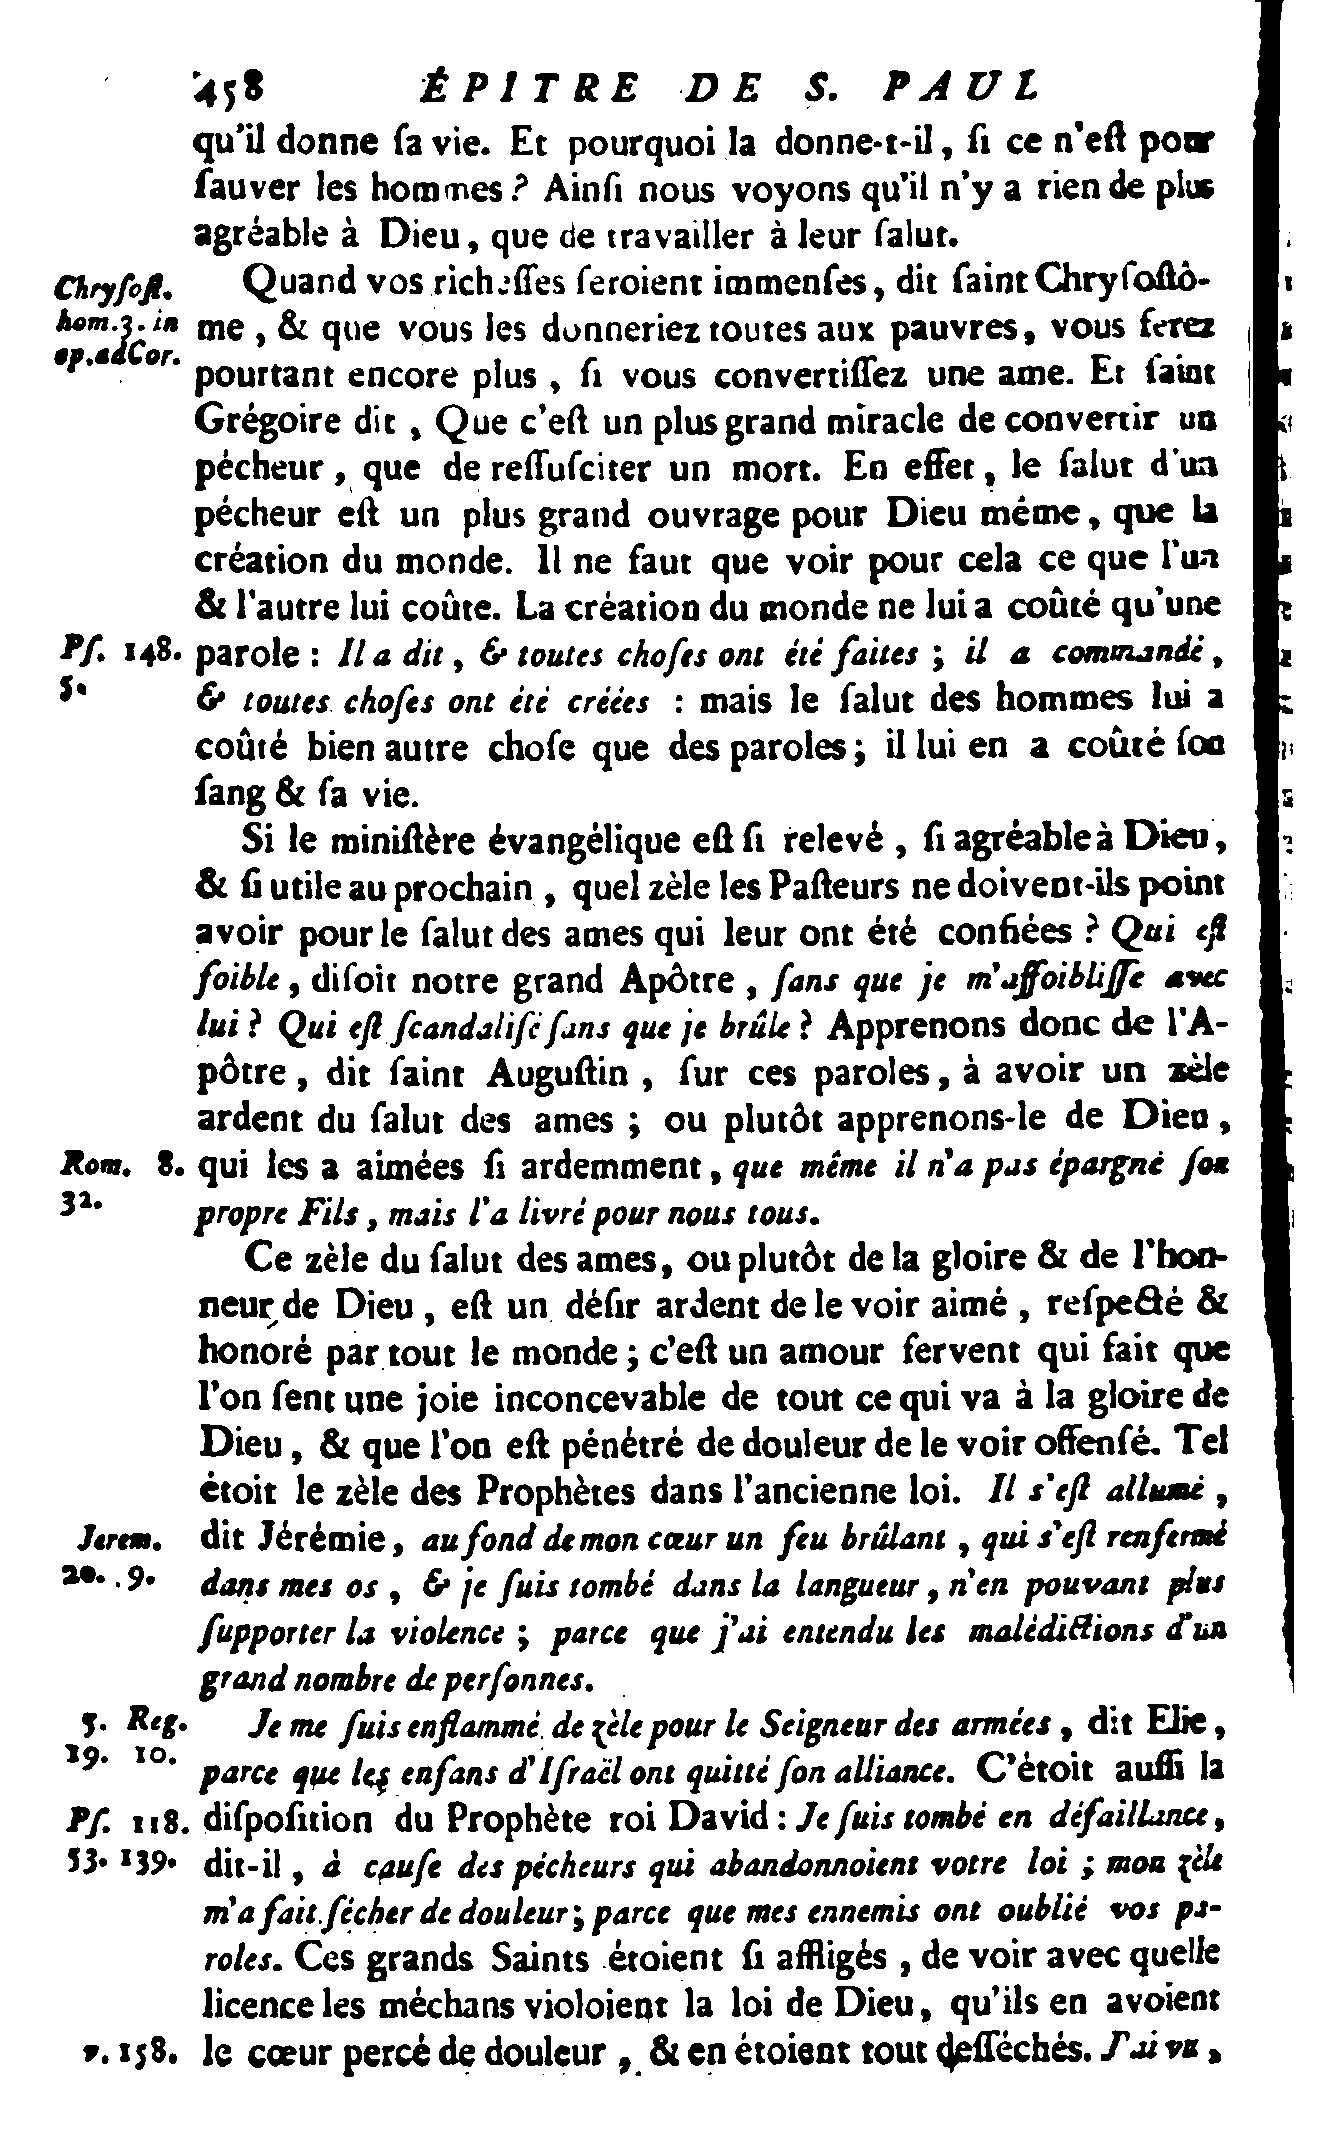 458 ÉPITRE DE S. PAUL
qu'il donne ſa vie. Et pourquoi la donne-t-il, ſi ce n'eſt pour
ſauver les hommes ? Ainſi nous voyons qu'il n'y a rien de plus
agréable à Dieu, que de travailler à leur ſalut.
Chryſoſt. Quand vos richeſſes ſeroient immenſes, dit ſaint Chryſoſtô-
hom.3. in me, & que vous les donneriez toutes aux pauvres, vous ferez
ep.adCor. pourtant encore plus, ſi vous convertiſſez une ame. Et ſaint
Grégoire dit, Que c'eſt un plus grand miracle de convertir un
pécheur, que de reſſuſciter un mort. En effet, le ſalut d'un
pécheur eſt un plus grand ouvrage pour Dieu méme, que la
création du monde. Il ne faut que voir pour cela ce que l'un
& l'autre lui coûte. La création du monde ne lui a coûté qu'une
Pſ. 148. parole : Il a dit, & toutes choſes ont été faites ; il a commandé,
5. & toutes choſes ont été créées : mais le ſalut des hommes lui a
coûté bien autre choſe que des paroles ; il lui en a coûté ſon
ſang & ſa vie.
Si le miniſtère évangélique eſt ſi relevé, ſi agréable à Dieu,
& ſi utile au prochain, quel zèle les Paſteurs ne doivent-ils point
avoir pour le ſalut des ames qui leur ont été confiées ? Qui eſt
foible, diſoit notre grand Apôtre, ſans que je m'affoibliſſe avec
lui ? Qui eſt ſcandaliſé ſans que je brûle ? Apprenons donc de l'A-
pôtre, dit ſaint Auguſtin, ſur ces paroles, à avoir un zèle
ardent du ſalut des ames ; ou plutôt apprenons-le de Dieu,
Rom. 8. qui les a aimées ſi ardemment, que même il n'a pas épargné ſon
32. propre Fils, mais l'a livré pour nous tous.
Ce zèle du ſalut des ames, ou plutôt de la gloire & de l'hon-
neur de Dieu, eſt un déſir ardent de le voir aimé, reſpecté &
honoré par tout le monde ; c'eſt un amour fervent qui fait que
l'on ſent une joie inconcevable de tout ce qui va à la gloire de
Dieu, & que l'on eſt pénétré de douleur de le voir offenſé. Tel
étoit le zèle des Prophètes dans l'ancienne loi. Il s'eſt allumé,
Jerem. dit Jérémie, au fond de mon cœur un feu brûlant, qui s'eſt renfermé
20. 9. dans mes os, & je ſuis tombé dans la langueur, n'en pouvant plus
ſupporter la violence ; parce que j'ai entendu les malédictions d'un
grand nombre de perſonnes.
3. Reg. Je me ſuis enflammé de zèle pour le Seigneur des armées, dit Elie,
19. 10. parce que les enfans d'Iſraël ont quitté ſon alliance. C'étoit auſſi la
Pſ. 118. diſpoſition du Prophète roi David : Je ſuis tombé en défaillance,
53. 139. dit-il, à cauſe des pécheurs qui abandonnoient votre loi ; mon zèle
m'a fait ſécher de douleur ; parce que mes ennemis ont oublié vos pa-
roles. Ces grands Saints étoient ſi affligés, de voir avec quelle
licence les méchans violoient la loi de Dieu, qu'ils en avoient
v. 158. le cœur percé de douleur, & en étoient tout deſſéchés. J'ai vu,